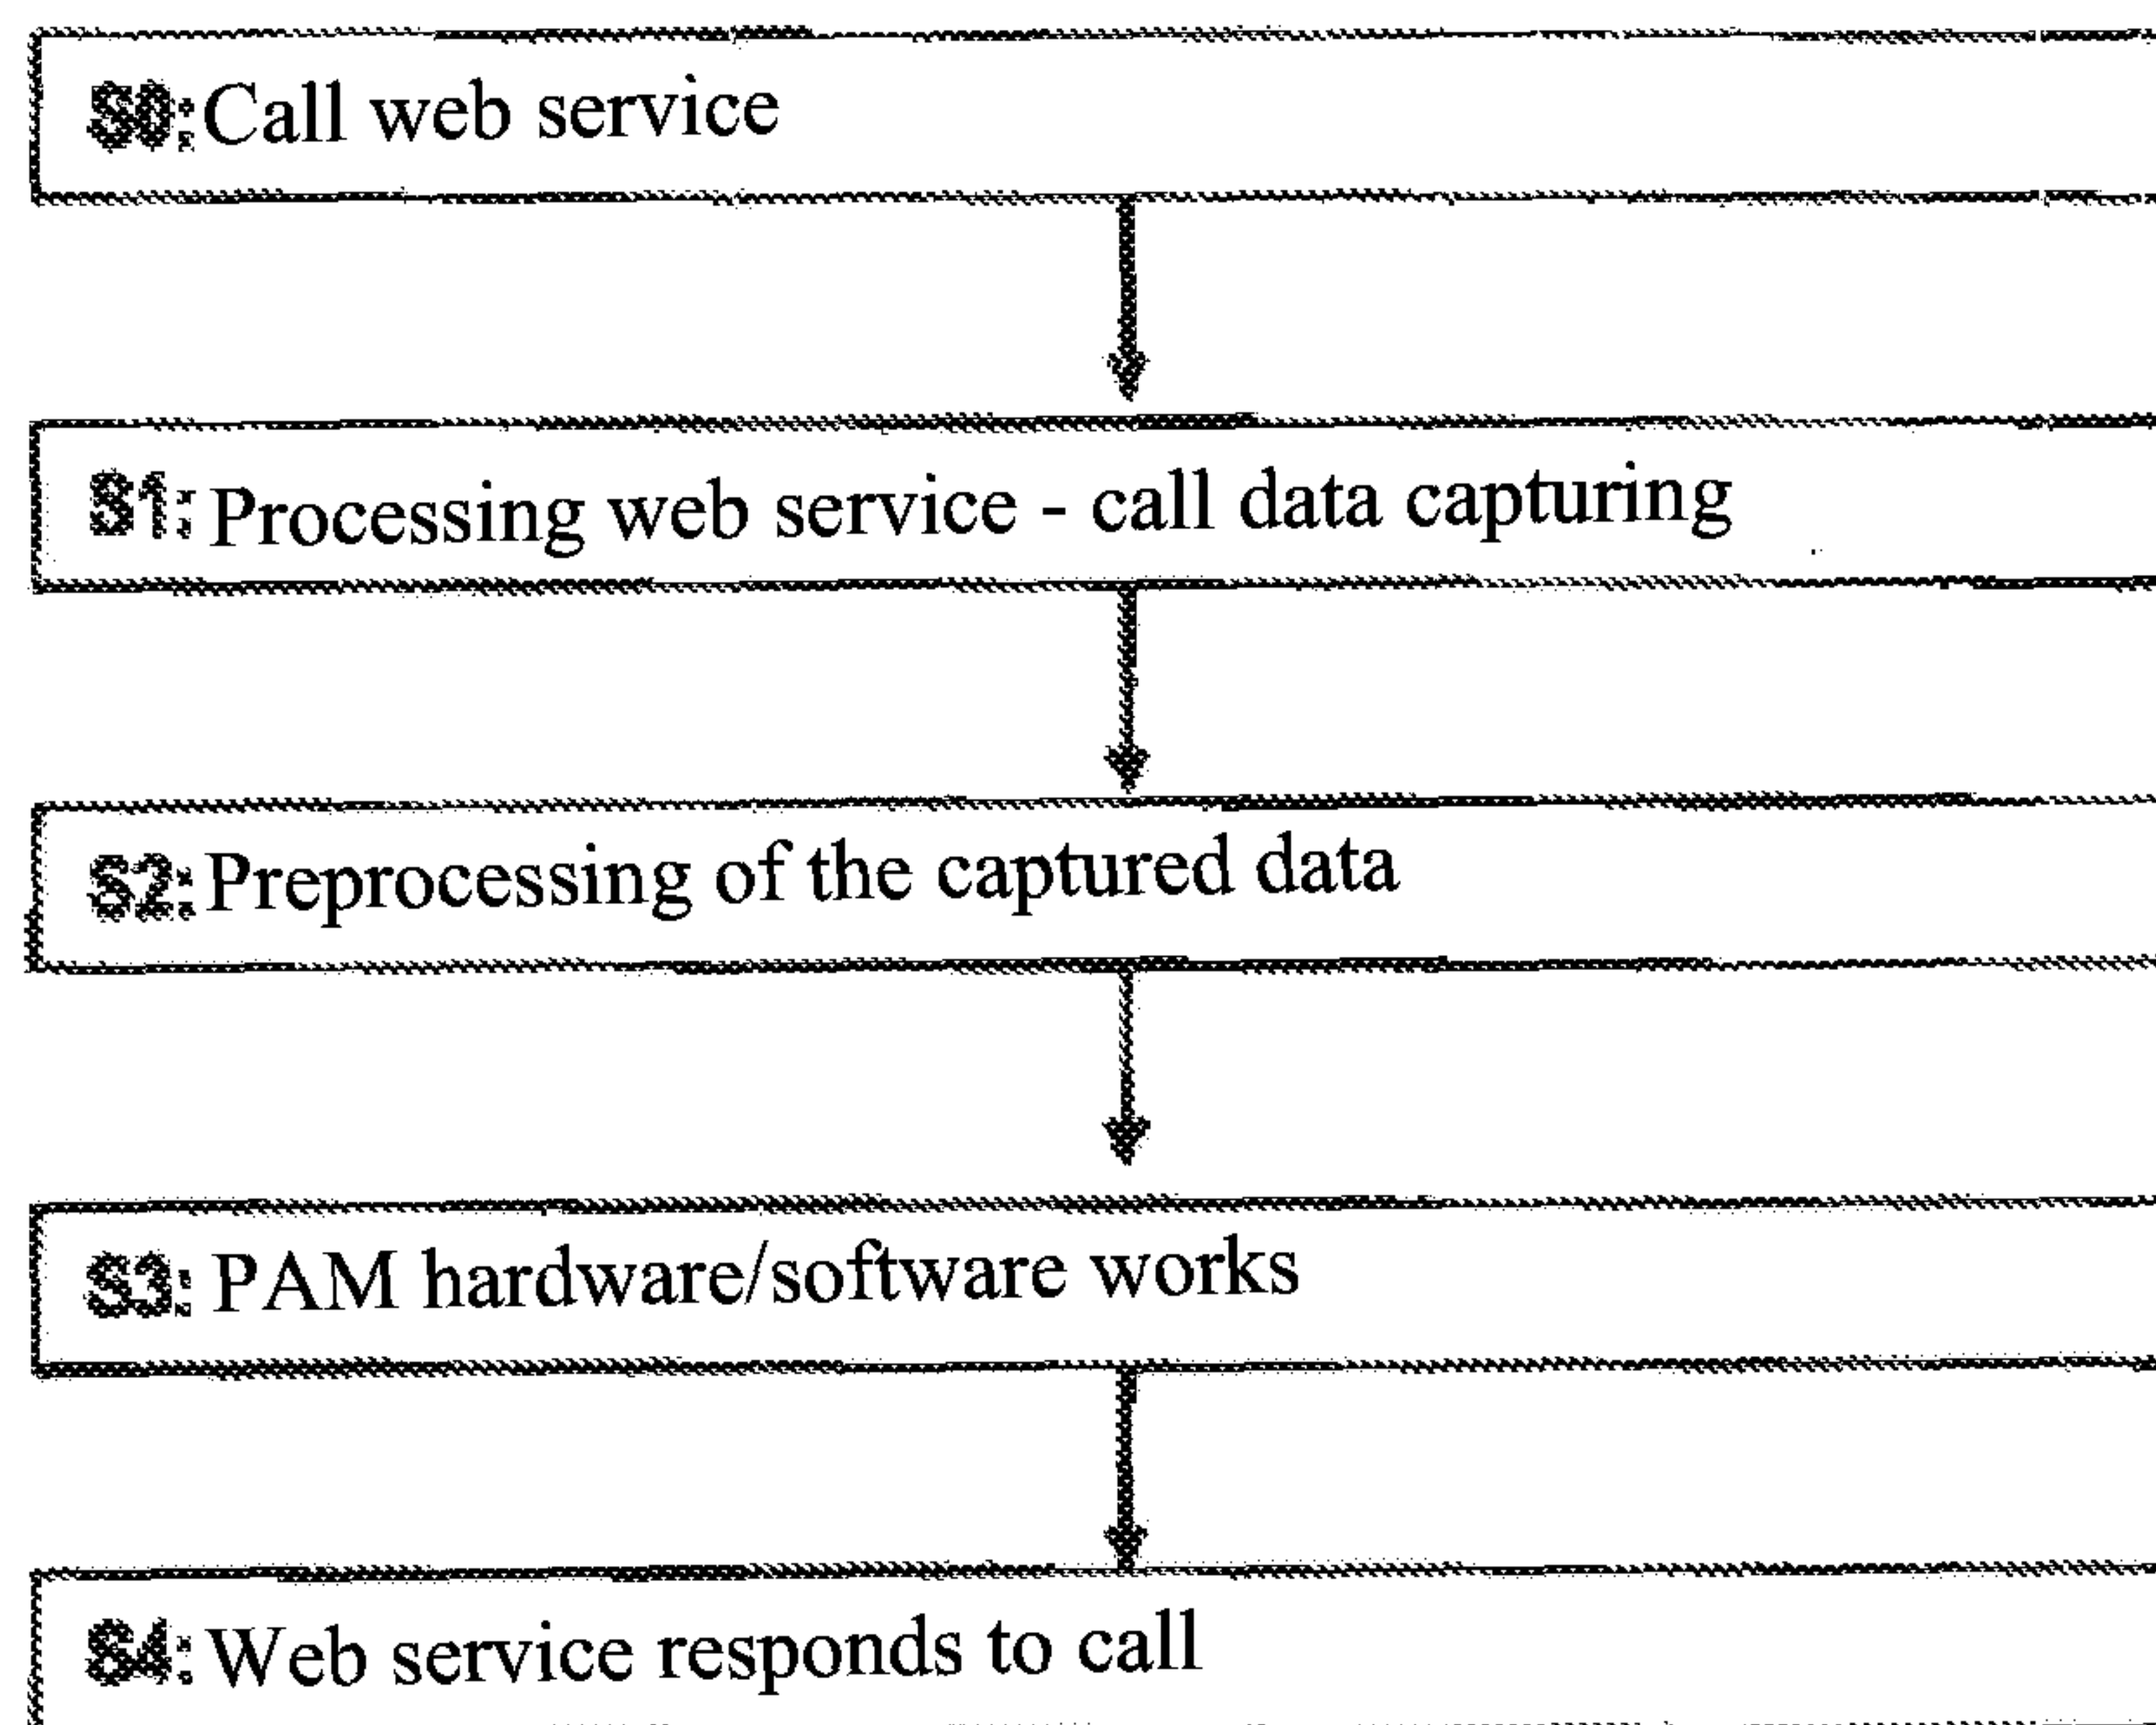 S0: Call web service
S1: Processing web service - call data capturing
S2: Preprocessing of the captured data
S3: PAM hardware/software works
S4: Web service responds to call